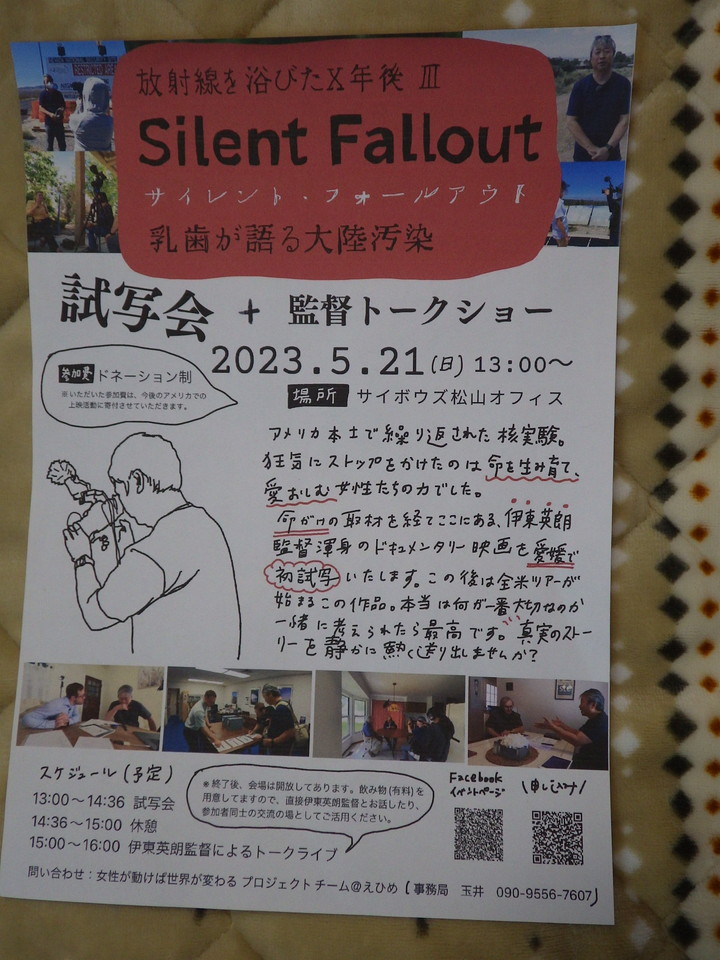 放射線を浴びたX年後 Ⅲ
Silent Fallout
サイレント・フォールアウト
乳歯が語る大陸汚染
試写会 + 監督トークショー
2023.5.21(日) 13:00〜
参加費 ドネーション制
※いただいた参加費は、今後のアメリカでの
上映活動に寄付させていただきます。
場所 サイボウズ松山オフィス
アメリカ本土で繰り返された核実験。
狂気にストップをかけたのは命を生み育て、
愛おしむ女性たちの力でした。
命がけの取材を経てここにある、伊東英朗
監督渾身のドキュメンタリー映画を愛媛で
初試写いたします。この後は全米ツアーが
始まるこの作品。本当は何が一番大切なのか
一緒に考えられたら最高です。真実のストー
リーを静かに熱く送り出しませんか?
スケジュール(予定)
13:00〜14:36 試写会
14:36〜15:00 休憩
15:00〜16:00 伊東英朗監督によるトークライブ
※終了後、会場は開放してあります。飲み物(有料)を
用意してますので、直接伊東英朗監督とお話したり、
参加者同士の交流の場としてご活用ください。
Facebook
イベントページ
\申し込み/
問い合わせ：女性が動けば世界が変わる プロジェクトチーム@えひめ [事務局 玉井 090-9556-7607]